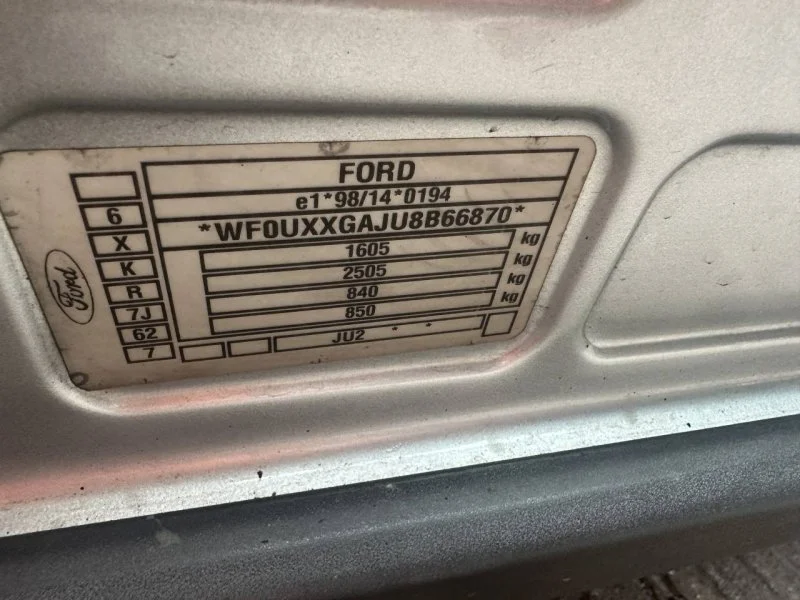 FORD
e1*98/14*0194
*WF0UXXGAJU8B66870*
1605 kg
2505 kg
840 kg
850 kg
JU2 * *
6
X
K
R
7J
62
7
Ford